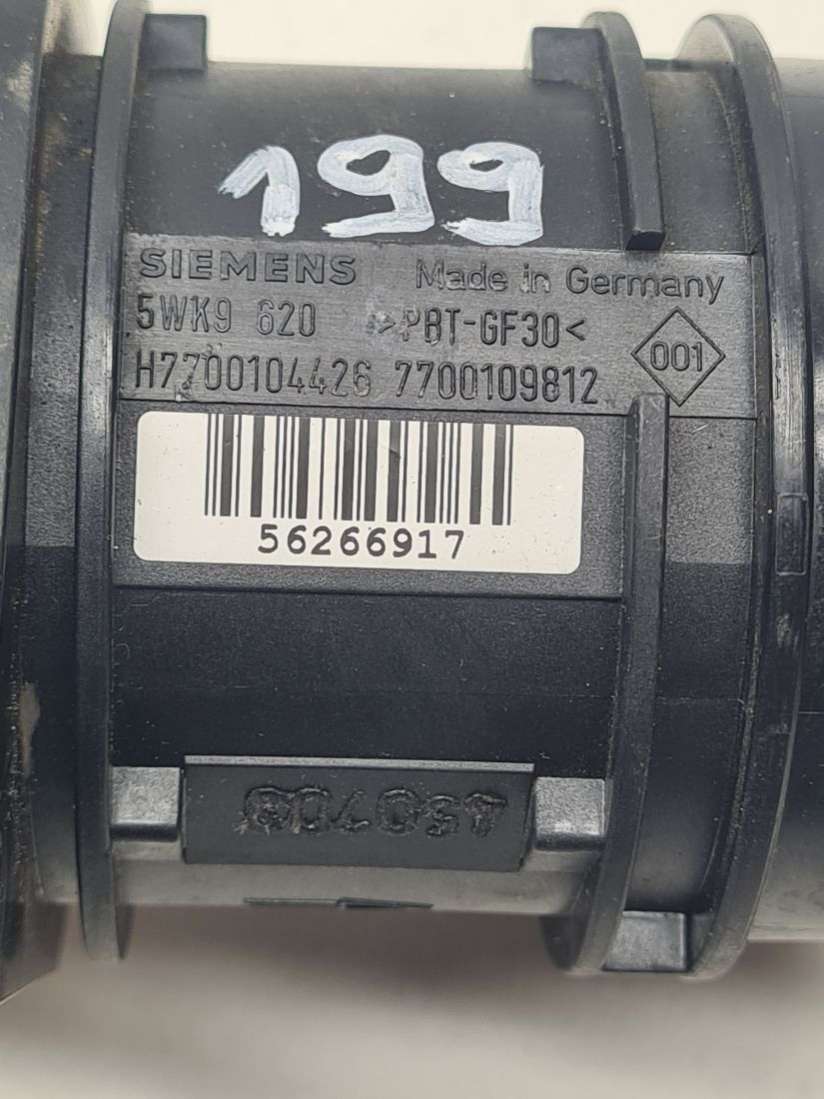 199
SIEMENS Made in Germany
5WK9 620 >PBT-GF30<
H7700104426 7700109812
001
56266917